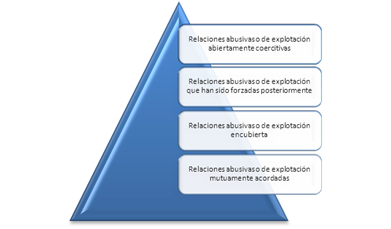 Relaciones abusivas o de explotación
abiertamente coercitivas
Relaciones abusivas o de explotación
que han sido forzadas posteriormente
Relaciones abusivas o de explotación
encubierta
Relaciones abusivas o de explotación
mutuamente acordadas